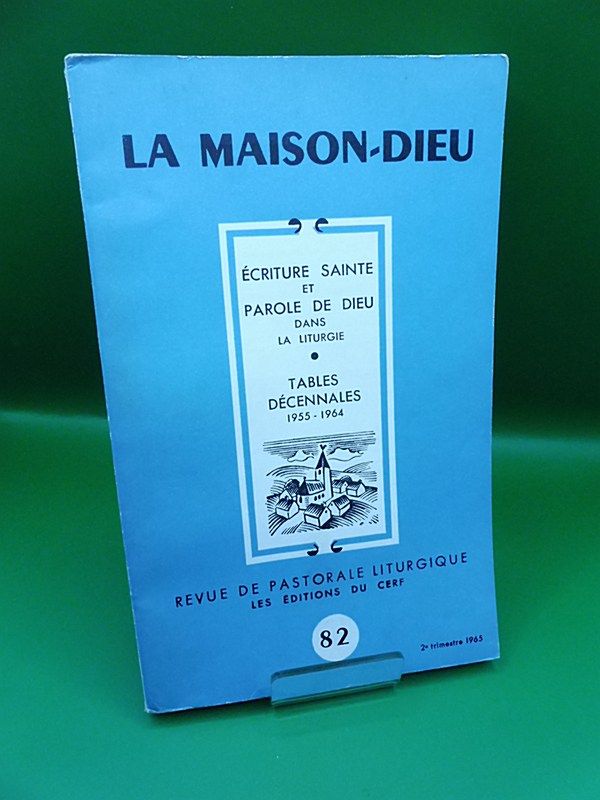 LA MAISON-DIEU
ÉCRITURE SAINTE
ET
PAROLE DE DIEU
DANS
LA LITURGIE
•
TABLES
DÉCENNALES
1955-1964
REVUE DE PASTORALE LITURGIQUE
LES ÉDITIONS DU CERF
82
2e trimestre 1965